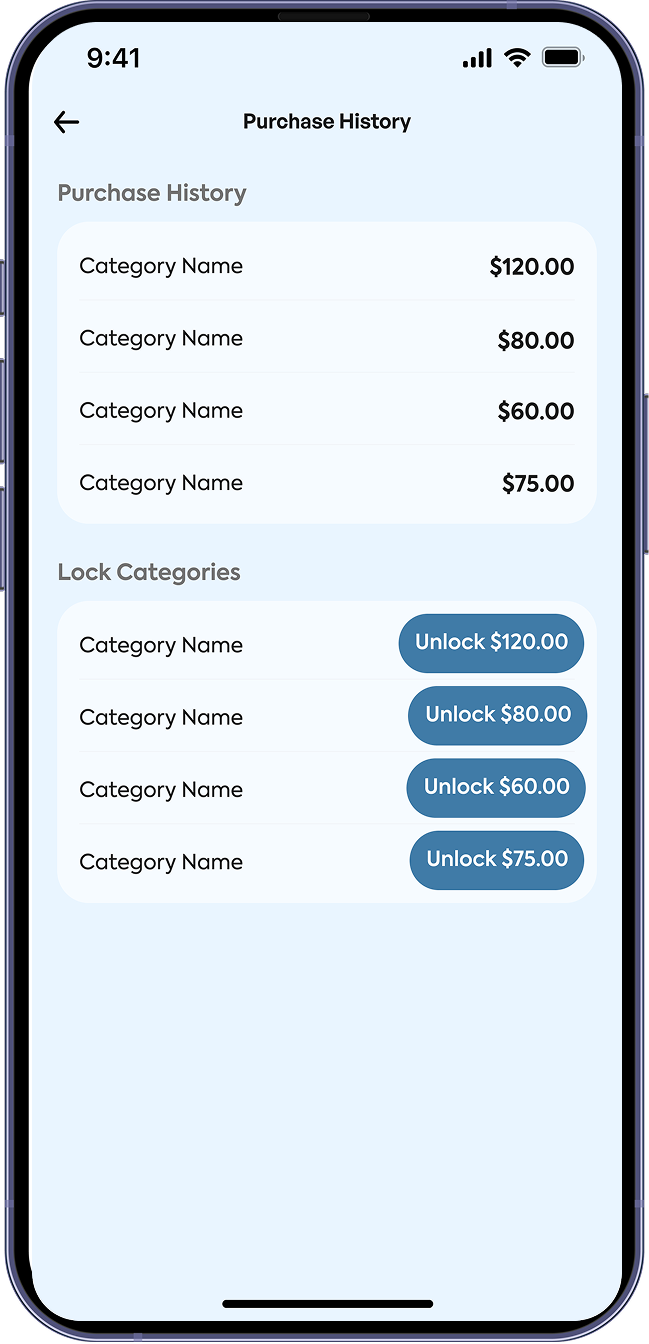 9:41
Purchase History
Purchase History
Category Name $120.00
Category Name $80.00
Category Name $60.00
Category Name $75.00
Lock Categories
Category Name Unlock $120.00
Category Name Unlock $80.00
Category Name Unlock $60.00
Category Name Unlock $75.00